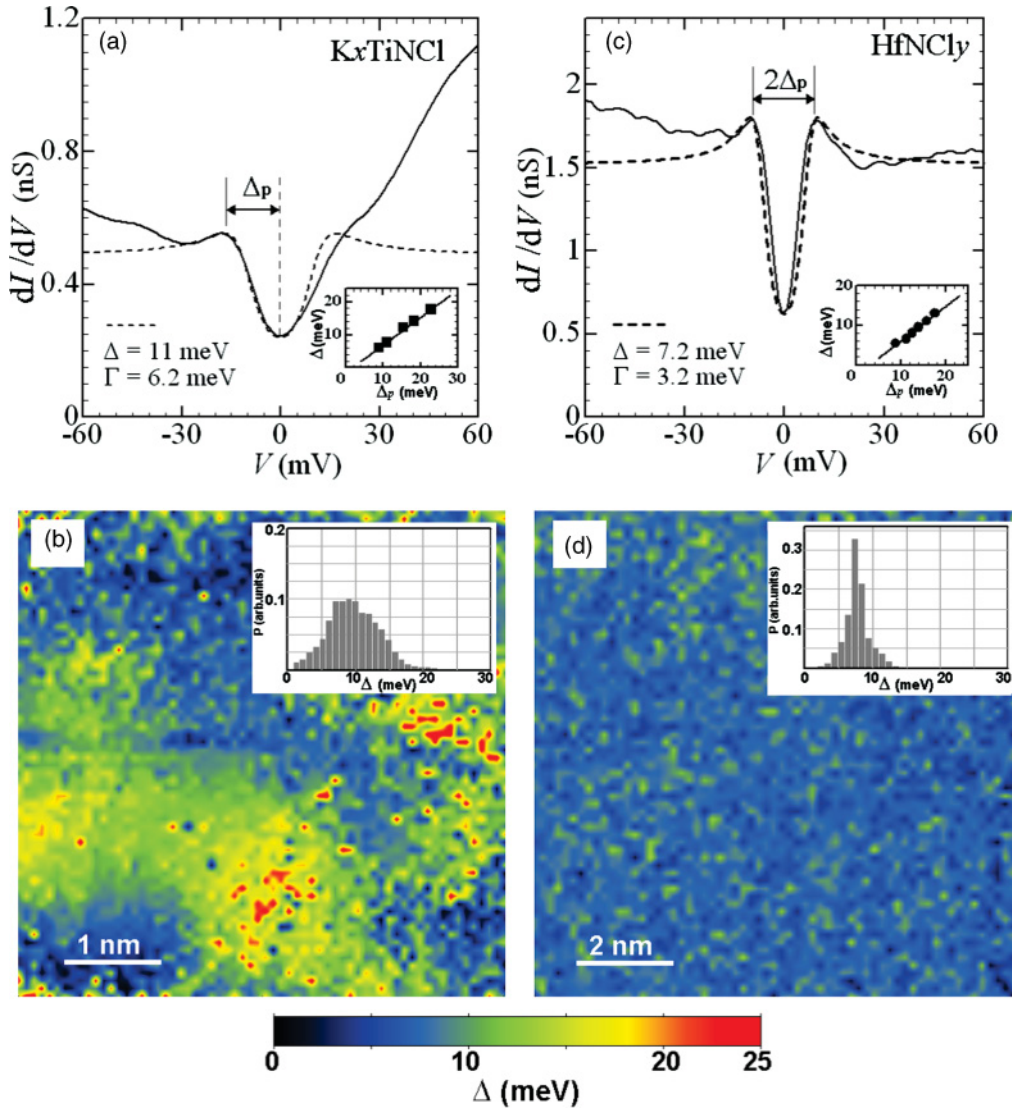 (a)
KxTiNCl
1.2
0.8
0.4
0
dI/dV (nS)
Δp
Δ = 11 meV
Γ = 6.2 meV
Δ (meV)
20
10
0
10
20
30
Δp (meV)
-60
-30
0
30
60
V (mV)
(c)
HfNCly
2
1.5
1
0.5
0
dI/dV (nS)
2Δp
Δ = 7.2 meV
Γ = 3.2 meV
Δ (meV)
20
10
0
10
20
Δp (meV)
-60
-30
0
30
60
V (mV)
(b)
P (arb.units)
0.2
0.1
0
10
20
30
Δ (meV)
1 nm
(d)
P (arb.units)
0.3
0.2
0.1
0
10
20
30
Δ (meV)
2 nm
0
10
20
25
Δ (meV)